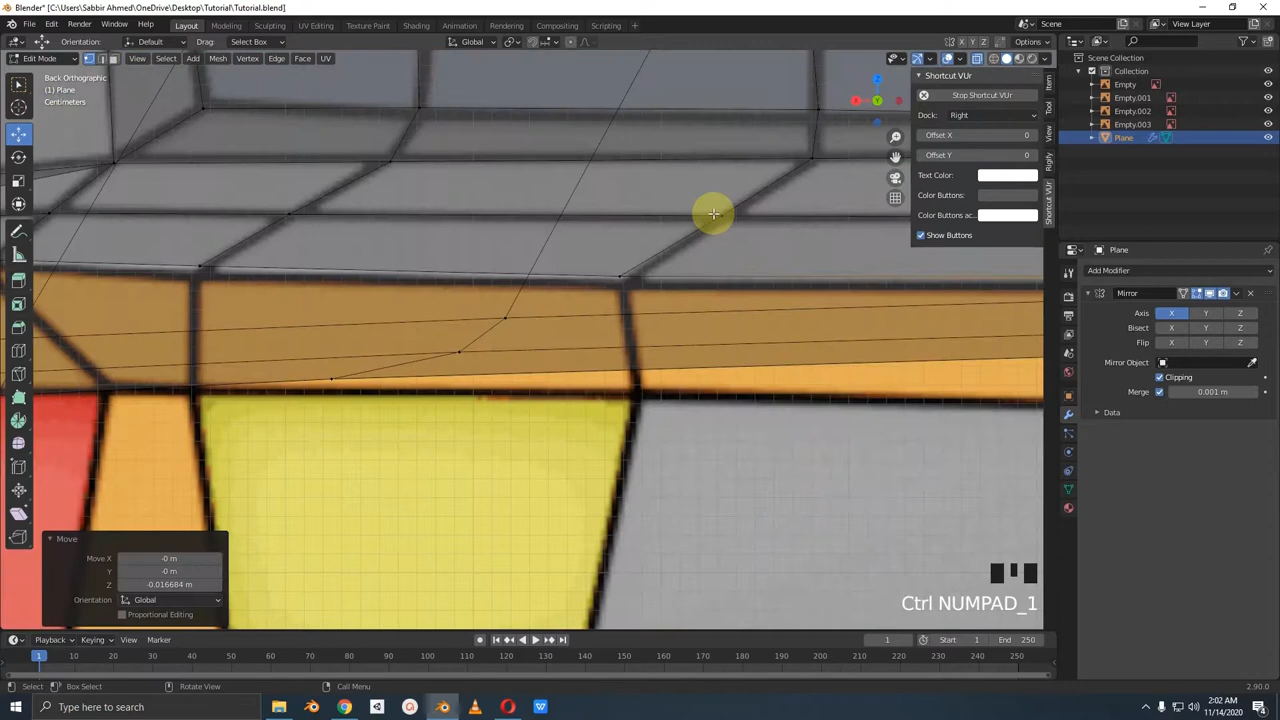 Blender* [C:\Users\Sabbir Ahmed\OneDrive\Desktop\Tutorial\Tutorial.blend]
File Edit Render Window Help Layout Modeling Sculpting UV Editing Texture Paint Shading Animation Rendering Compositing Scripting Scene View Layer
Orientation: Default Drag: Select Box Global X Y Z Options
Edit Mode View Select Add Mesh Vertex Edge Face UV
Back Orthographic
(1) Plane
Centimeters
Shortcut VUr
Stop Shortcut VUr
Dock: Right
Offset X 0
Offset Y 0
Text Color:
Color Buttons:
Color Buttons ac
Show Buttons
Item
Tool
View
Rigify
Shortcut VUr
Scene Collection
Collection
Empty
Empty.001
Empty.002
Empty.003
Plane
Plane
Add Modifier
Mirror
Axis X Y Z
Bisect X Y Z
Flip X Y Z
Mirror Object
Clipping
Merge 0.001 m
Data
Move
Move X -0 m
Y -0 m
Z -0.016684 m
Orientation Global
Proportional Editing
Ctrl NUMPAD_1
Playback Keying View Marker 1 Start 1 End 250
1 10 20 30 40 50 60 70 80 90 100 110 120 130 140 150 160 170 180 190 200 210 220 230 240 250
Select Box Select Rotate View Call Menu 2.90.0
Type here to search
2:02 AM
11/14/2020